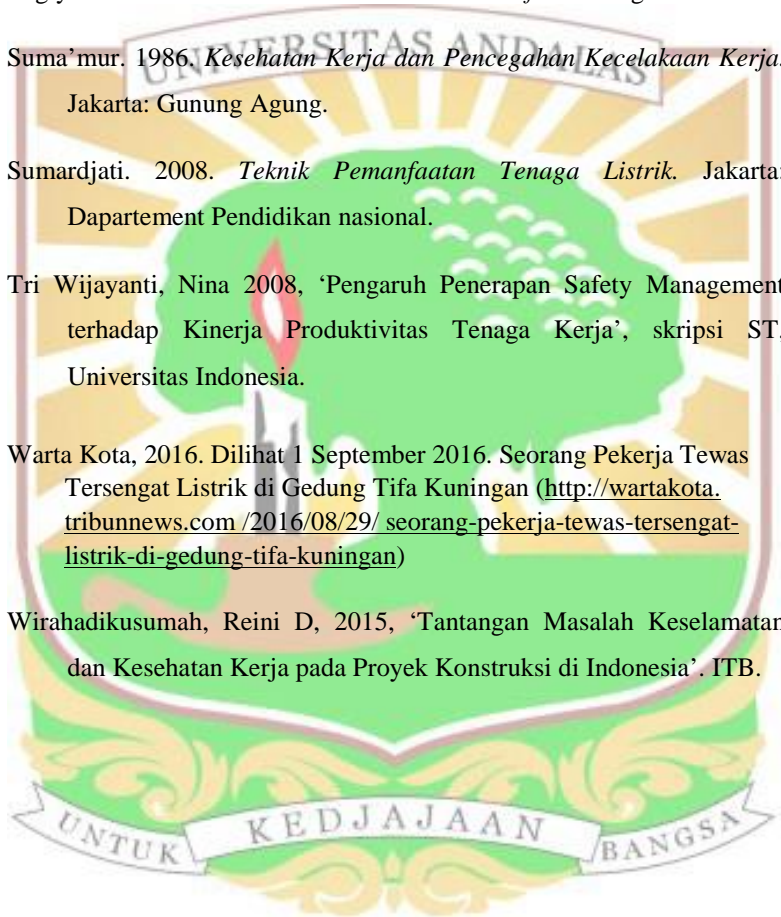 UNIVERSITAS ANDALAS
Suma’mur. 1986. Kesehatan Kerja dan Pencegahan Kecelakaan Kerja.
Jakarta: Gunung Agung.
Sumardjati. 2008. Teknik Pemanfaatan Tenaga Listrik. Jakarta:
Dapartement Pendidikan nasional.
Tri Wijayanti, Nina 2008, ‘Pengaruh Penerapan Safety Management
terhadap Kinerja Produktivitas Tenaga Kerja’, skripsi ST,
Universitas Indonesia.
Warta Kota, 2016. Dilihat 1 September 2016. Seorang Pekerja Tewas
Tersengat Listrik di Gedung Tifa Kuningan (http://wartakota.
tribunnews.com /2016/08/29/ seorang-pekerja-tewas-tersengat-
listrik-di-gedung-tifa-kuningan)
Wirahadikusumah, Reini D, 2015, ‘Tantangan Masalah Keselamatan
dan Kesehatan Kerja pada Proyek Konstruksi di Indonesia’. ITB.
UNTUK KEDJAJAAN BANGSA